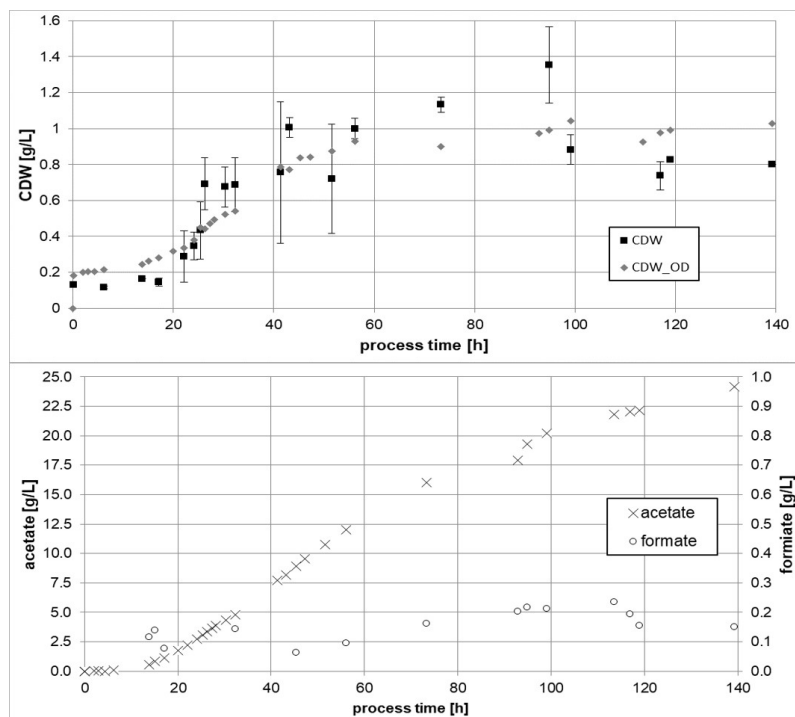 1.6
1.4
1.2
1
0.8
0.6
0.4
0.2
0
CDW [g/L]
CDW
CDW_OD
0 20 40 60 80 100 120 140
process time [h]
25.0 1.0
22.5 0.9
20.0 0.8
17.5 0.7
15.0 0.6
12.5 0.5
10.0 0.4
7.5 0.3
5.0 0.2
2.5 0.1
0.0 0.0
acetate [g/L]
formiate [g/L]
acetate
formate
0 20 40 60 80 100 120 140
process time [h]